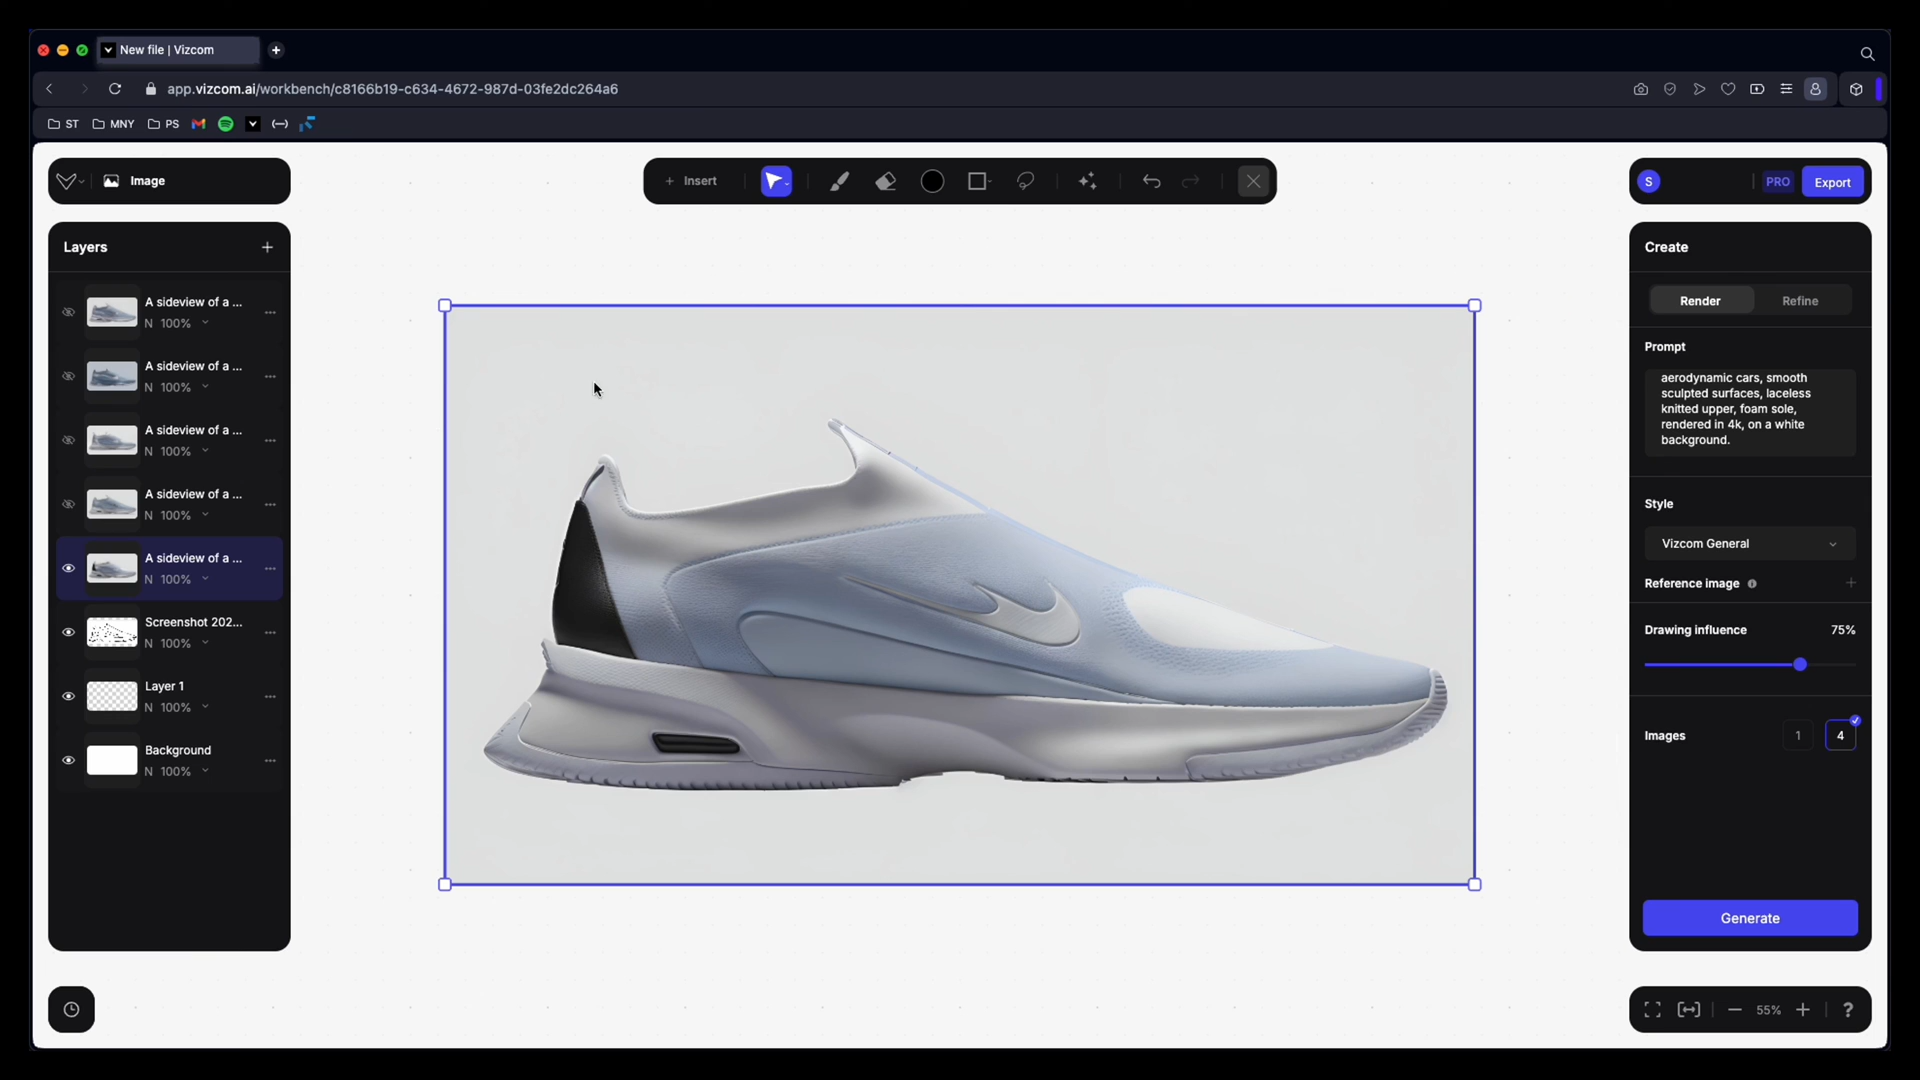 New file | Vizcom
app.vizcom.ai/workbench/c8166b19-c634-4672-987d-03fe2dc264a6
ST
MNY
PS
Image
Insert
S
PRO
Export
Layers
A sideview of a ...
N 100%
A sideview of a ...
N 100%
A sideview of a ...
N 100%
A sideview of a ...
N 100%
A sideview of a ...
N 100%
Screenshot 202...
N 100%
Layer 1
N 100%
Background
N 100%
Create
Render
Refine
Prompt
aerodynamic cars, smooth
sculpted surfaces, laceless
knitted upper, foam sole,
rendered in 4k, on a white
background.
Style
Vizcom General
Reference image
Drawing influence 75%
Images 1 4
Generate
55%
?